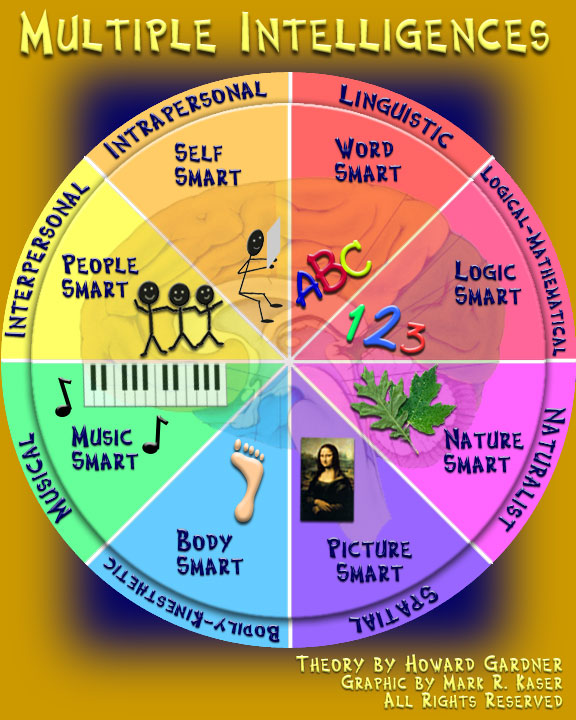 MULTIPLE INTELLIGENCES
INTRAPERSONAL
LINGUISTIC
SELF
SMART
WORD
SMART
INTERPERSONAL
LOGICAL-MATHEMATICAL
PEOPLE
SMART
LOGIC
SMART
ABC
123
MUSIC
SMART
NATURE
SMART
MUSICAL
NATURALIST
BODY
SMART
PICTURE
SMART
BODILY-KINESTHETIC
SPATIAL
THEORY BY HOWARD GARDNER
GRAPHIC BY MARK R. KASER
ALL RIGHTS RESERVED